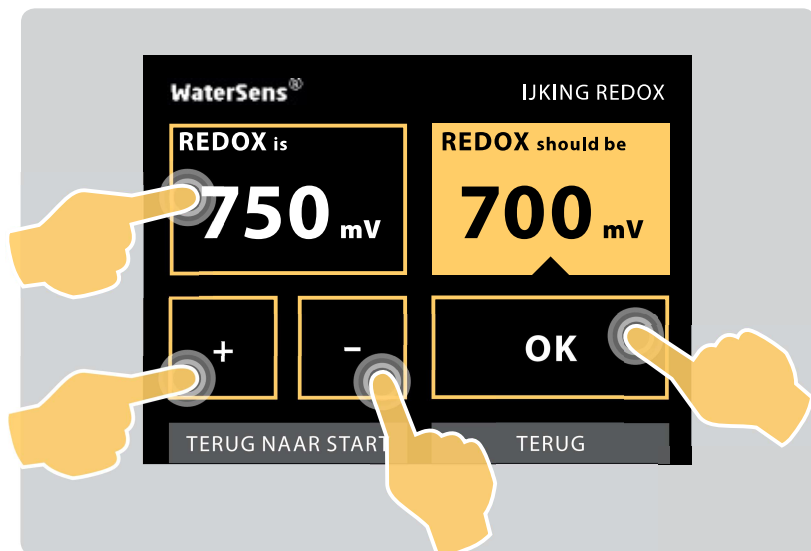 WaterSens®
IJKING REDOX
REDOX is
750 mV
REDOX should be
700 mV
+
-
OK
TERUG NAAR START
TERUG